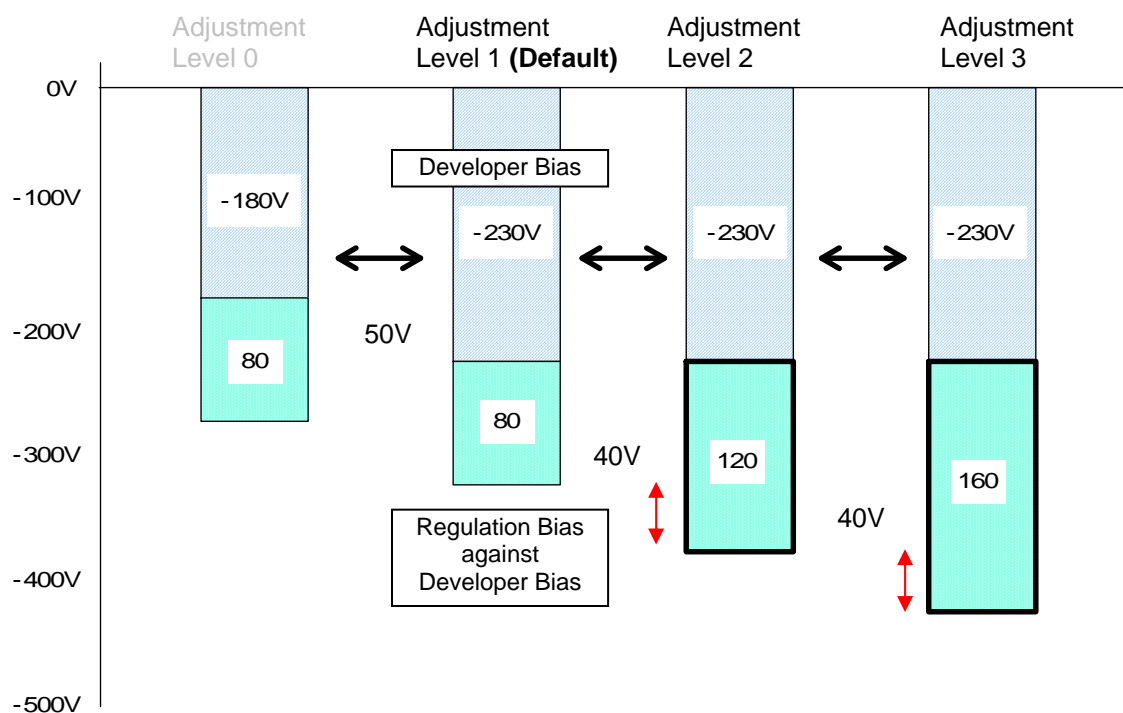 Adjustment
Level 0
Adjustment
Level 1 (Default)
Adjustment
Level 2
Adjustment
Level 3
0V
-100V
-200V
-300V
-400V
-500V
Developer Bias
-180V
-230V
-230V
-230V
50V
80
80
40V
120
160
40V
Regulation Bias
against
Developer Bias